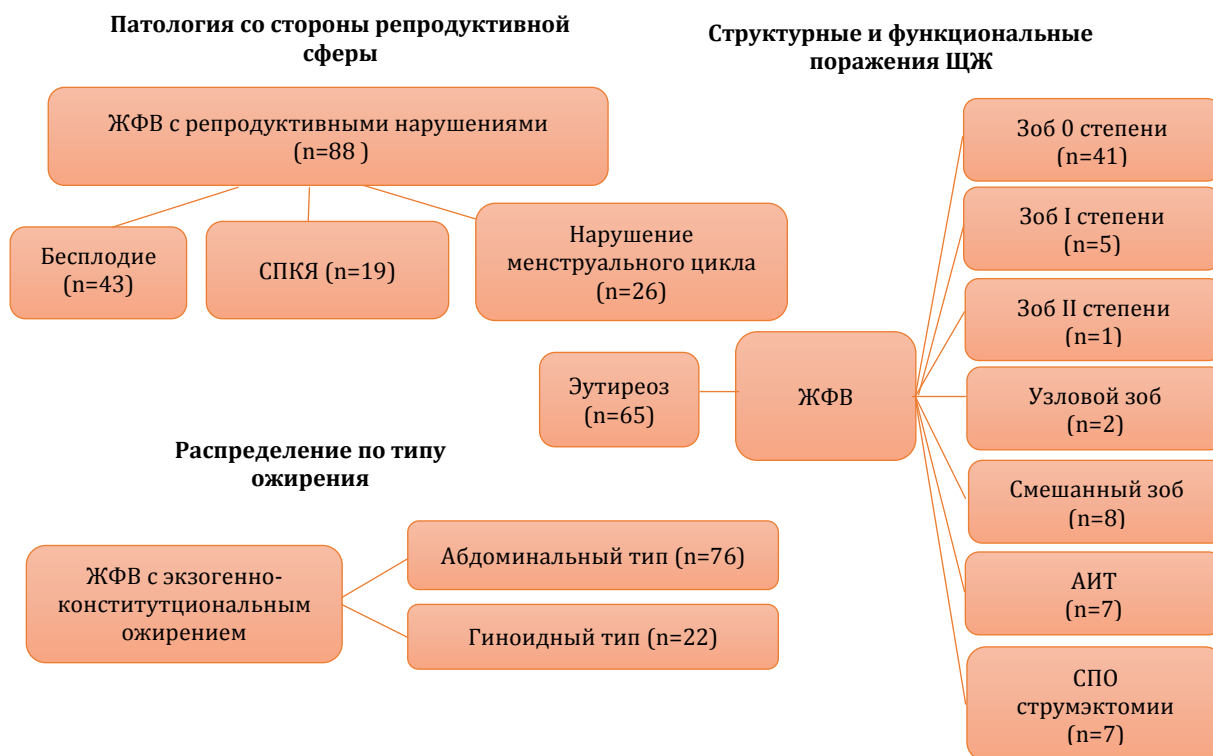 Патология со стороны репродуктивной
сферы
ЖФВ с репродуктивными нарушениями
(n=88 )
Бесплодие
(n=43)
СПКЯ (n=19)
Нарушение
менструального цикла
(n=26)
Структурные и функциональные
поражения ЩЖ
Эутиреоз
(n=65)
ЖФВ
Зоб 0 степени
(n=41)
Зоб I степени
(n=5)
Зоб II степени
(n=1)
Узловой зоб
(n=2)
Смешанный зоб
(n=8)
АИТ
(n=7)
СПО
струмэктомии
(n=7)
Распределение по типу
ожирения
ЖФВ с экзогенно-
конститутциональным
ожирением
Абдоминальный тип (n=76)
Гиноидный тип (n=22)